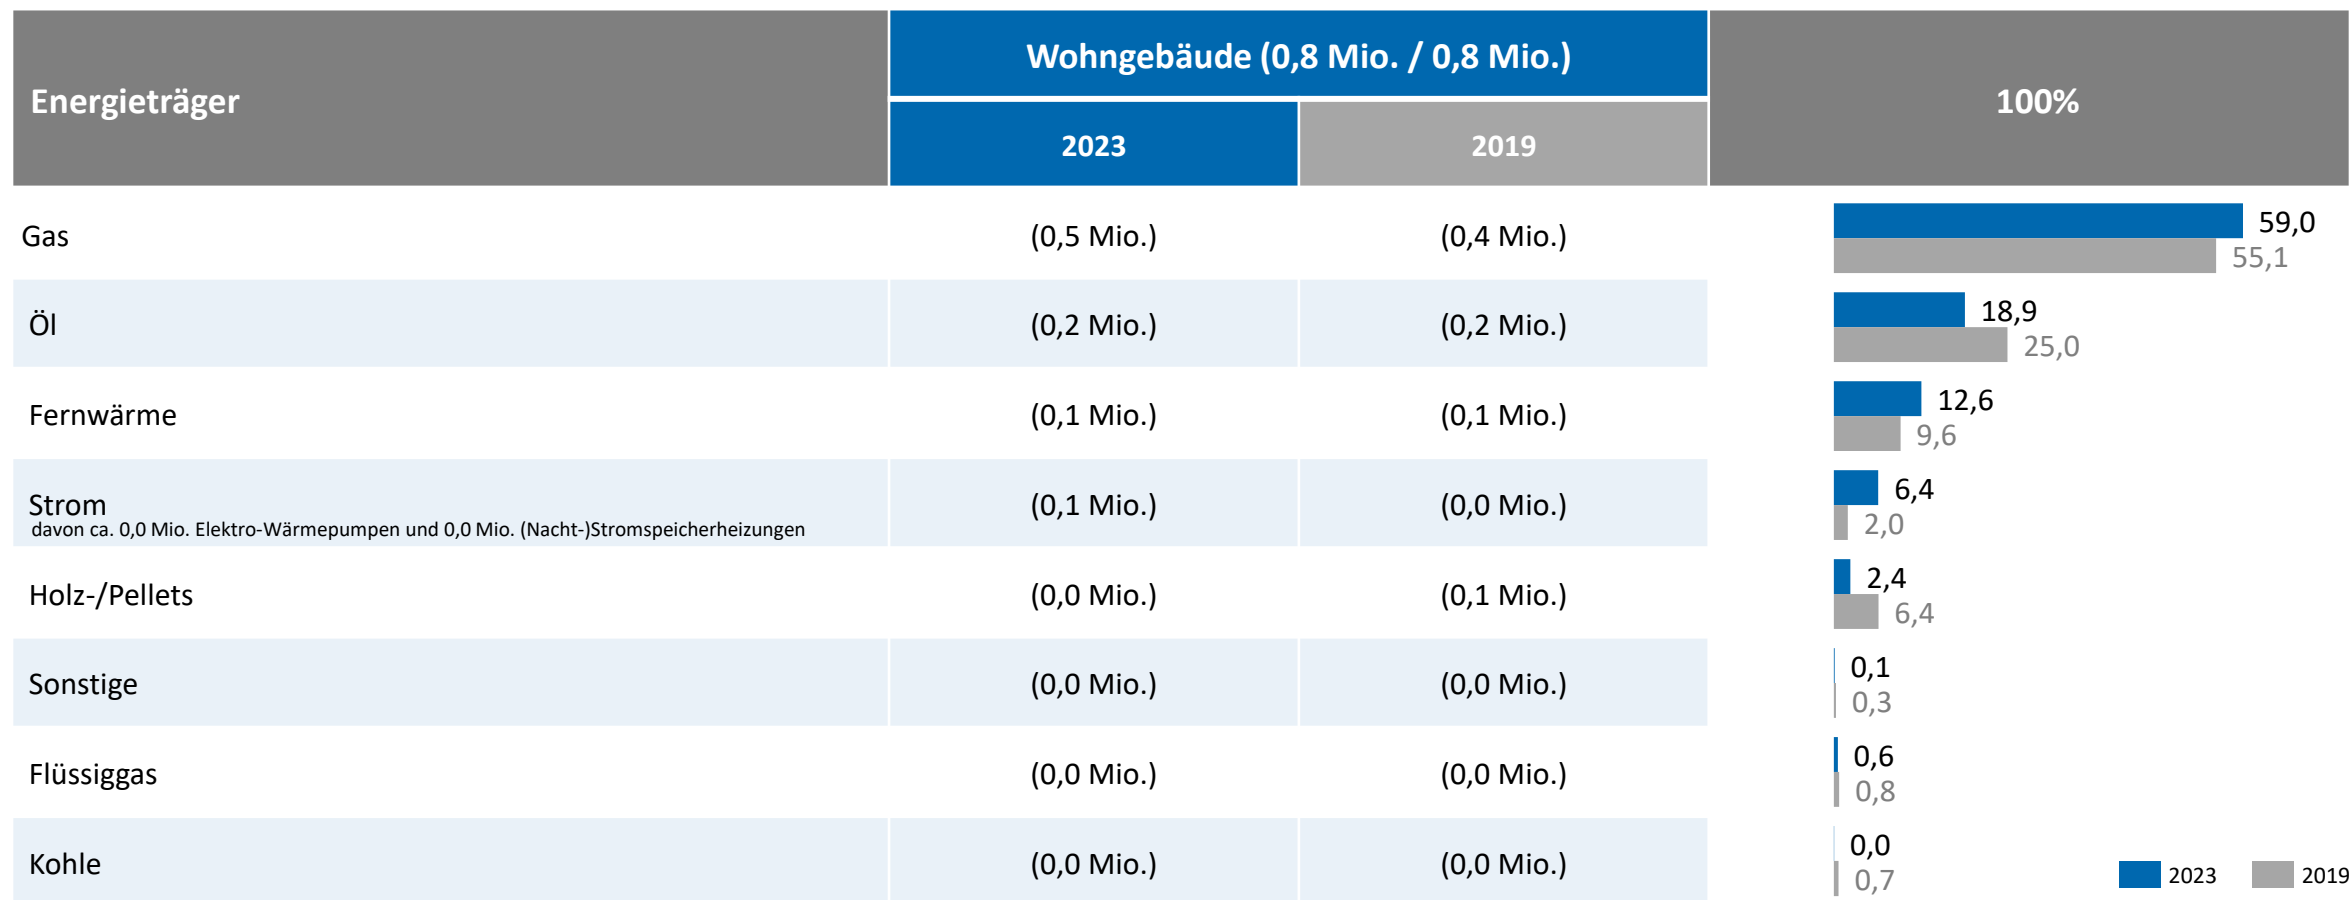 Energieträger
Wohngebäude (0,8 Mio. / 0,8 Mio.)
100%
2023
2019
Gas
(0,5 Mio.)
(0,4 Mio.)
59,0
55,1
Öl
(0,2 Mio.)
(0,2 Mio.)
18,9
25,0
Fernwärme
(0,1 Mio.)
(0,1 Mio.)
12,6
9,6
Strom
davon ca. 0,0 Mio. Elektro-Wärmepumpen und 0,0 Mio. (Nacht-)Stromspeicherheizungen
(0,1 Mio.)
(0,0 Mio.)
6,4
2,0
Holz-/Pellets
(0,0 Mio.)
(0,1 Mio.)
2,4
6,4
Sonstige
(0,0 Mio.)
(0,0 Mio.)
0,1
0,3
Flüssiggas
(0,0 Mio.)
(0,0 Mio.)
0,6
0,8
Kohle
(0,0 Mio.)
(0,0 Mio.)
0,0
0,7
2023
2019